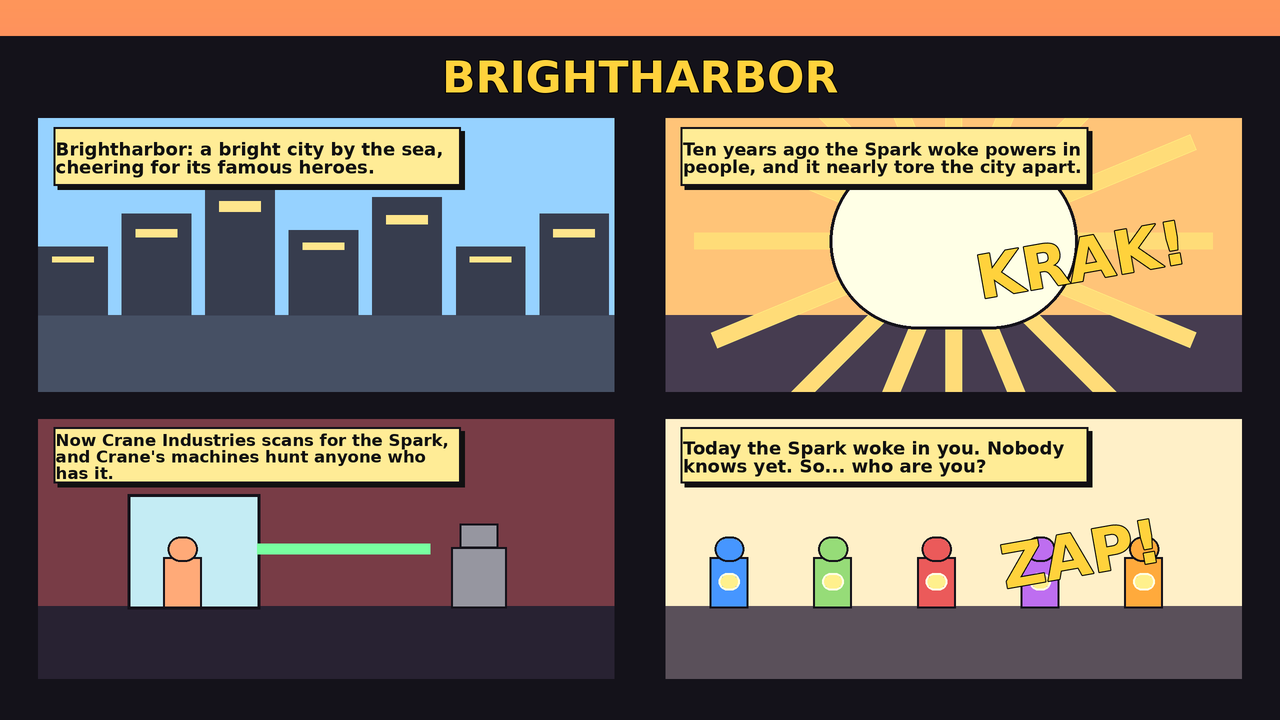 BRIGHTHARBOR
Brightharbor: a bright city by the sea,
cheering for its famous heroes.
Ten years ago the Spark woke powers in
people, and it nearly tore the city apart.
KRAK!
Now Crane Industries scans for the Spark,
and Crane's machines hunt anyone who
has it.
Today the Spark woke in you. Nobody
knows yet. So... who are you?
ZAP!